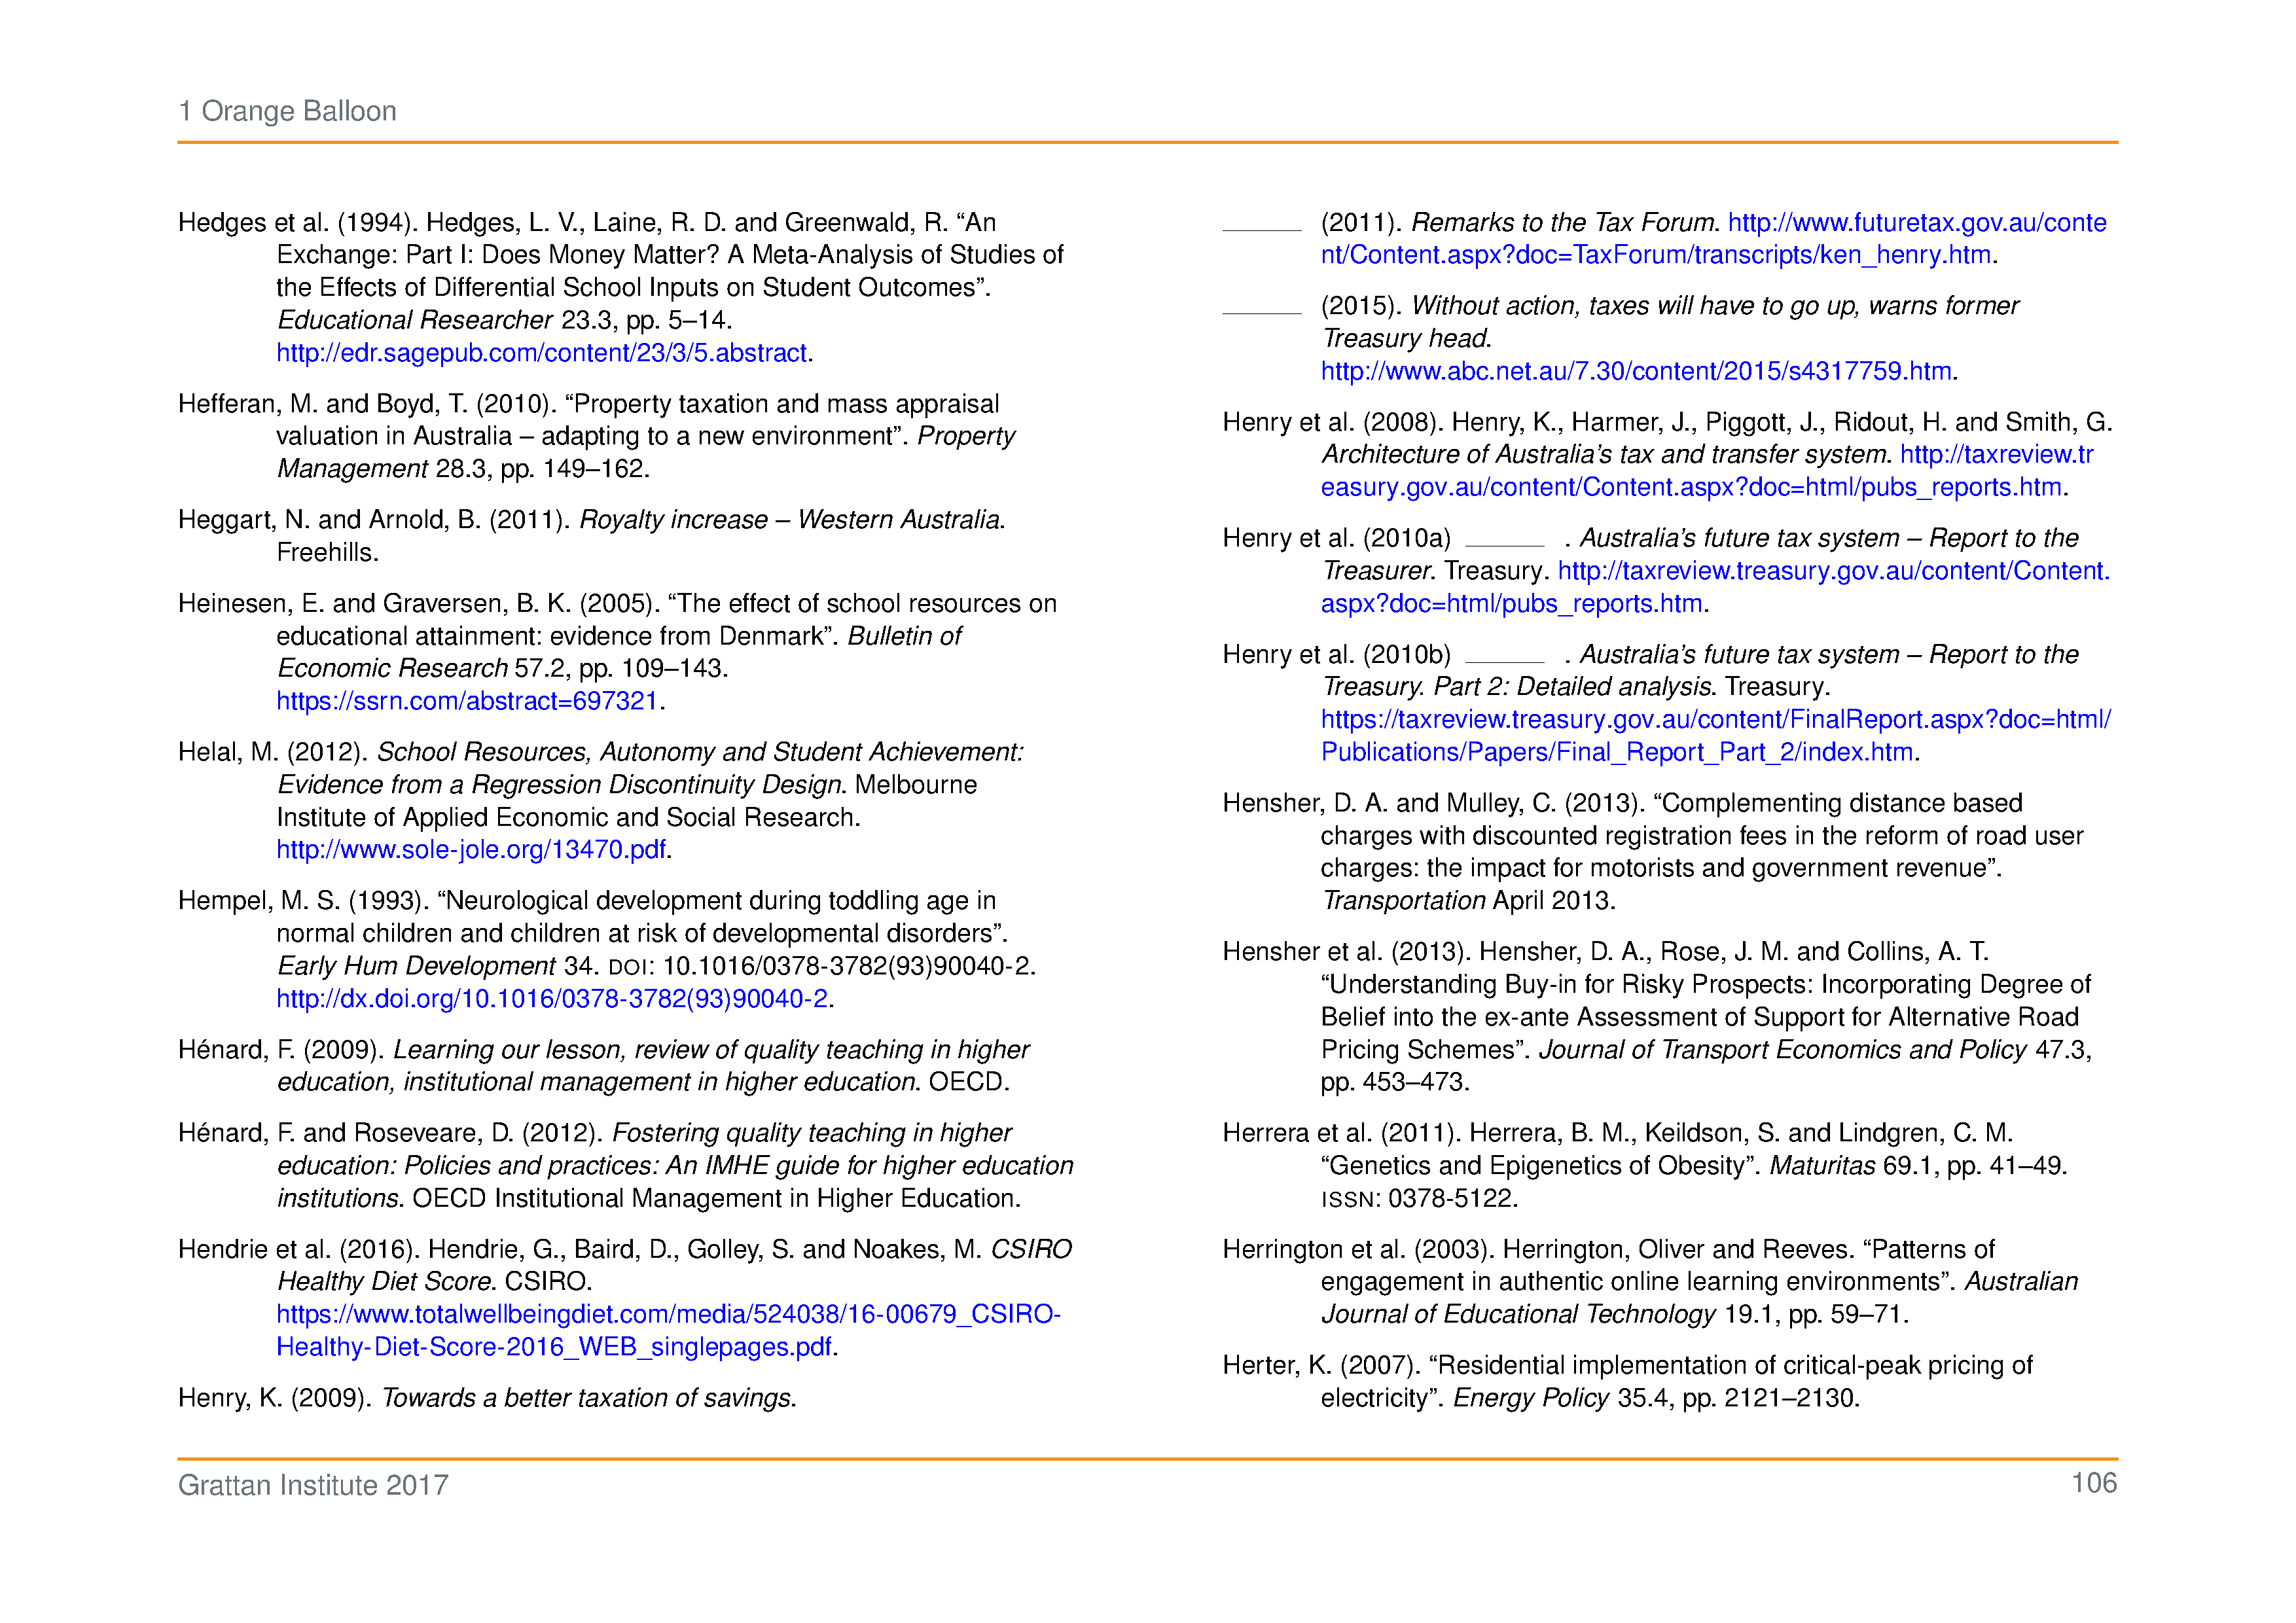 1 Orange Balloon
Hedges et al. (1994). Hedges, L. V., Laine, R. D. and Greenwald, R. “An
Exchange: Part I: Does Money Matter? A Meta-Analysis of Studies of
the Effects of Differential School Inputs on Student Outcomes”.
Educational Researcher 23.3, pp. 5–14.
http://edr.sagepub.com/content/23/3/5.abstract.
Hefferan, M. and Boyd, T. (2010). “Property taxation and mass appraisal
valuation in Australia – adapting to a new environment”. Property
Management 28.3, pp. 149–162.
Heggart, N. and Arnold, B. (2011). Royalty increase – Western Australia.
Freehills.
Heinesen, E. and Graversen, B. K. (2005). “The effect of school resources on
educational attainment: evidence from Denmark”. Bulletin of
Economic Research 57.2, pp. 109–143.
https://ssrn.com/abstract=697321.
Helal, M. (2012). School Resources, Autonomy and Student Achievement:
Evidence from a Regression Discontinuity Design. Melbourne
Institute of Applied Economic and Social Research.
http://www.sole-jole.org/13470.pdf.
Hempel, M. S. (1993). “Neurological development during toddling age in
normal children and children at risk of developmental disorders”.
Early Hum Development 34. DOI: 10.1016/0378-3782(93)90040-2.
http://dx.doi.org/10.1016/0378-3782(93)90040-2.
Hénard, F. (2009). Learning our lesson, review of quality teaching in higher
education, institutional management in higher education. OECD.
Hénard, F. and Roseveare, D. (2012). Fostering quality teaching in higher
education: Policies and practices: An IMHE guide for higher education
institutions. OECD Institutional Management in Higher Education.
Hendrie et al. (2016). Hendrie, G., Baird, D., Golley, S. and Noakes, M. CSIRO
Healthy Diet Score. CSIRO.
https://www.totalwellbeingdiet.com/media/524038/16-00679_CSIRO-
Healthy-Diet-Score-2016_WEB_singlepages.pdf.
Henry, K. (2009). Towards a better taxation of savings.
______ (2011). Remarks to the Tax Forum. http://www.futuretax.gov.au/conte
nt/Content.aspx?doc=TaxForum/transcripts/ken_henry.htm.
______ (2015). Without action, taxes will have to go up, warns former
Treasury head.
http://www.abc.net.au/7.30/content/2015/s4317759.htm.
Henry et al. (2008). Henry, K., Harmer, J., Piggott, J., Ridout, H. and Smith, G.
Architecture of Australia’s tax and transfer system. http://taxreview.tr
easury.gov.au/content/Content.aspx?doc=html/pubs_reports.htm.
Henry et al. (2010a) ______ . Australia’s future tax system – Report to the
Treasurer. Treasury. http://taxreview.treasury.gov.au/content/Content.
aspx?doc=html/pubs_reports.htm.
Henry et al. (2010b) ______ . Australia’s future tax system – Report to the
Treasury. Part 2: Detailed analysis. Treasury.
https://taxreview.treasury.gov.au/content/FinalReport.aspx?doc=html/
Publications/Papers/Final_Report_Part_2/index.htm.
Hensher, D. A. and Mulley, C. (2013). “Complementing distance based
charges with discounted registration fees in the reform of road user
charges: the impact for motorists and government revenue”.
Transportation April 2013.
Hensher et al. (2013). Hensher, D. A., Rose, J. M. and Collins, A. T.
“Understanding Buy-in for Risky Prospects: Incorporating Degree of
Belief into the ex-ante Assessment of Support for Alternative Road
Pricing Schemes”. Journal of Transport Economics and Policy 47.3,
pp. 453–473.
Herrera et al. (2011). Herrera, B. M., Keildson, S. and Lindgren, C. M.
“Genetics and Epigenetics of Obesity”. Maturitas 69.1, pp. 41–49.
ISSN: 0378-5122.
Herrington et al. (2003). Herrington, Oliver and Reeves. “Patterns of
engagement in authentic online learning environments”. Australian
Journal of Educational Technology 19.1, pp. 59–71.
Herter, K. (2007). “Residential implementation of critical-peak pricing of
electricity”. Energy Policy 35.4, pp. 2121–2130.
Grattan Institute 2017
106